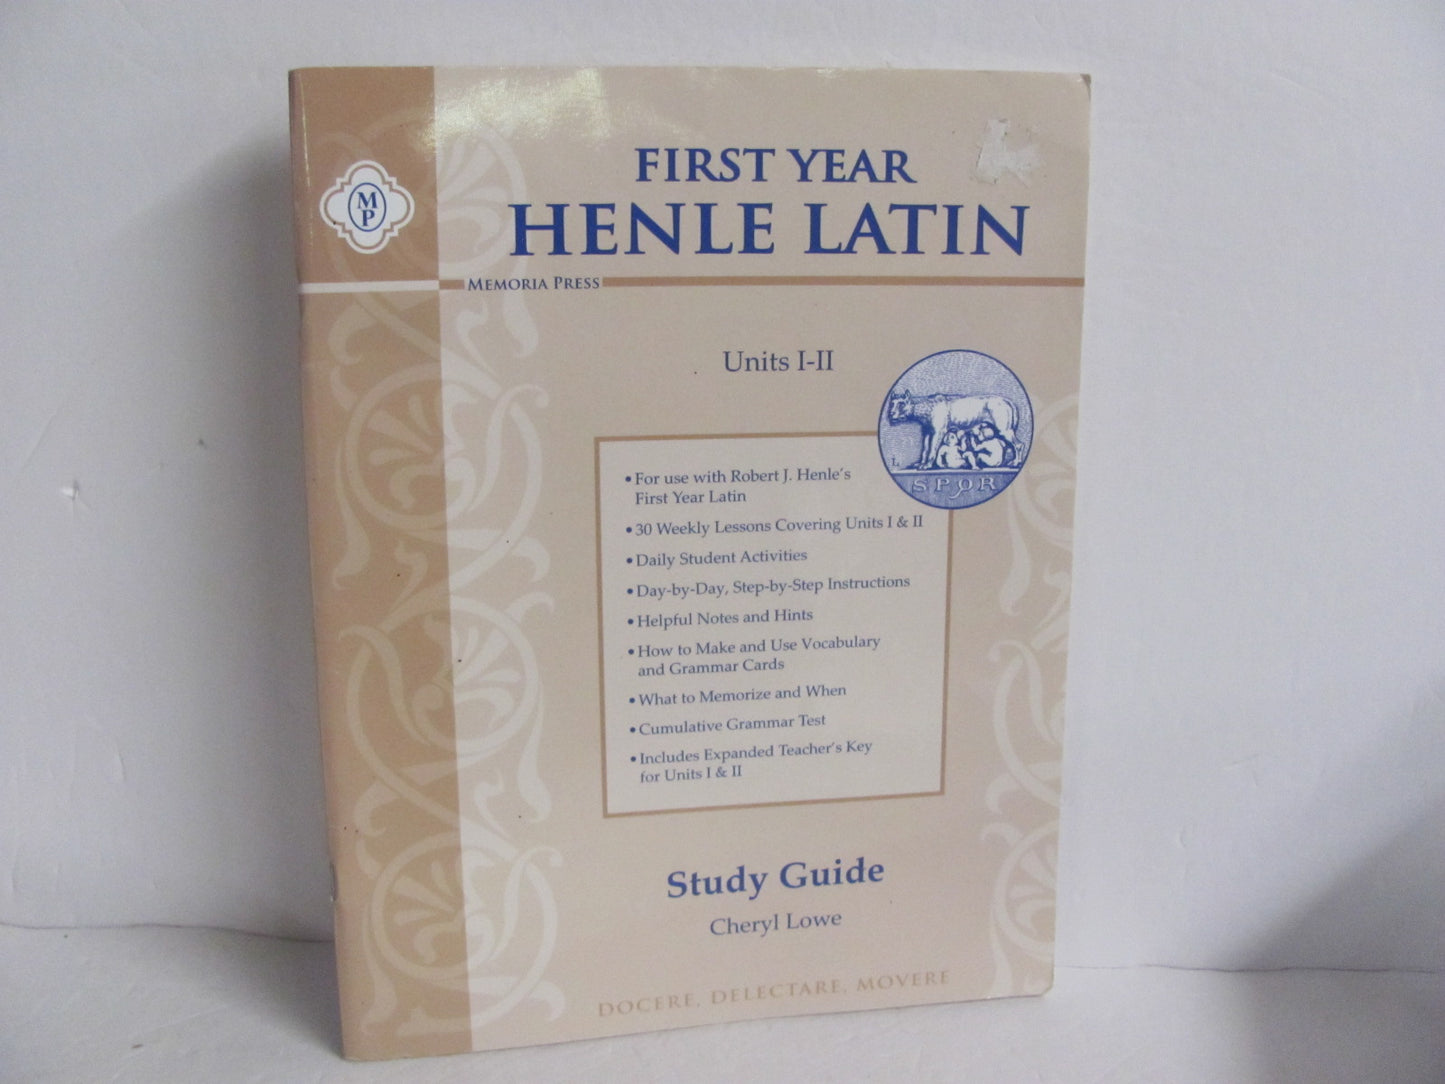 FIRST YEAR
HENLE LATIN
M
P
MEMORIA PRESS
Units I-II
L
SPQR
• For use with Robert J. Henle's
First Year Latin
• 30 Weekly Lessons Covering Units I & II
• Daily Student Activities
• Day-by-Day, Step-by-Step Instructions
• Helpful Notes and Hints
• How to Make and Use Vocabulary
and Grammar Cards
• What to Memorize and When
• Cumulative Grammar Test
• Includes Expanded Teacher's Key
for Units I & II
Study Guide
Cheryl Lowe
DOCERE, DELECTARE, MOVERE